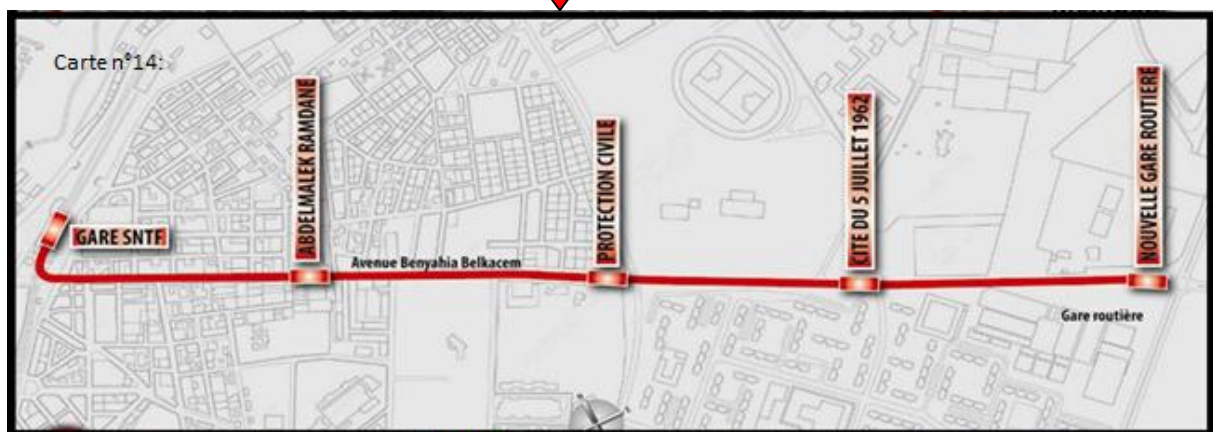 Carte n°14:
ABDELMALEK RAMDANE
PROTECTION CIVILE
CITE DU 5 JUILLET 1962
NOUVELLE GARE ROUTIERE
GARE SNTF
Avenue Benyahia Belkacem
Gare routière